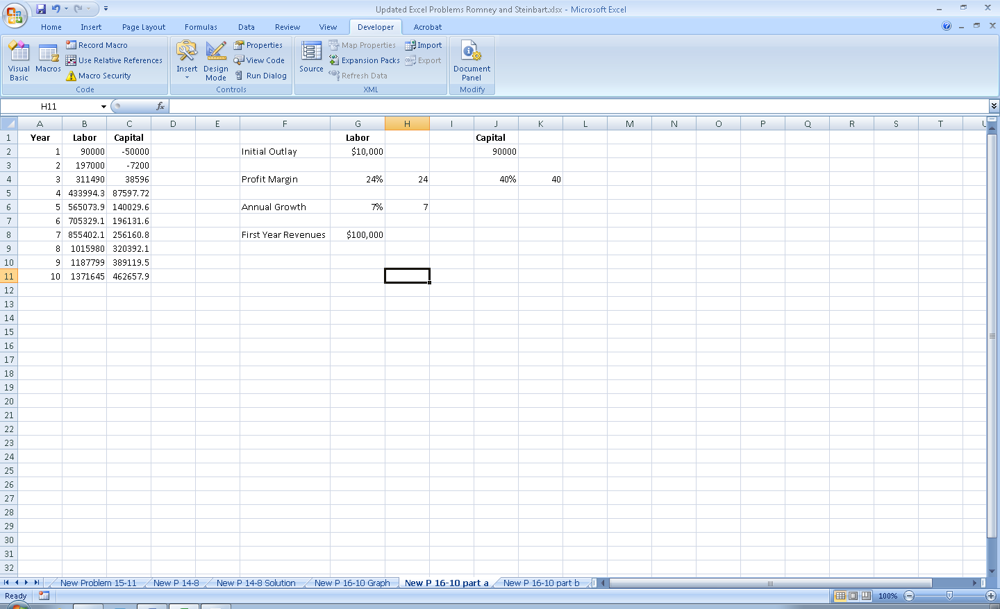 Updated Excel Problems Romney and Steinbart.xlsx - Microsoft Excel
Home Insert Page Layout Formulas Data Review View Developer Acrobat
Visual Basic Macros Record Macro Use Relative References Macro Security
Insert Design Mode Properties View Code Run Dialog
Source Map Properties Expansion Packs Refresh Data Import Export
Document Panel
Code Controls XML Modify
H11 fx
A B C D E F G H I J K L M N O P Q R S T
1 Year Labor Capital Labor Capital
2 1 90000 -50000 Initial Outlay $10,000 90000
3 2 197000 -7200
4 3 311490 38596 Profit Margin 24% 24 40% 40
5 4 433994.3 87597.72
6 5 565073.9 140029.6 Annual Growth 7% 7
7 6 705329.1 196131.6
8 7 855402.1 256160.8 First Year Revenues $100,000
9 8 1015980 320392.1
10 9 1187799 389119.5
11 10 1371645 462657.9
12
13
14
15
16
17
18
19
20
21
22
23
24
25
26
27
28
29
30
31
32
New Problem 15-11 New P 14-8 New P 14-8 Solution New P 16-10 Graph New P 16-10 part a New P 16-10 part b
Ready 100%